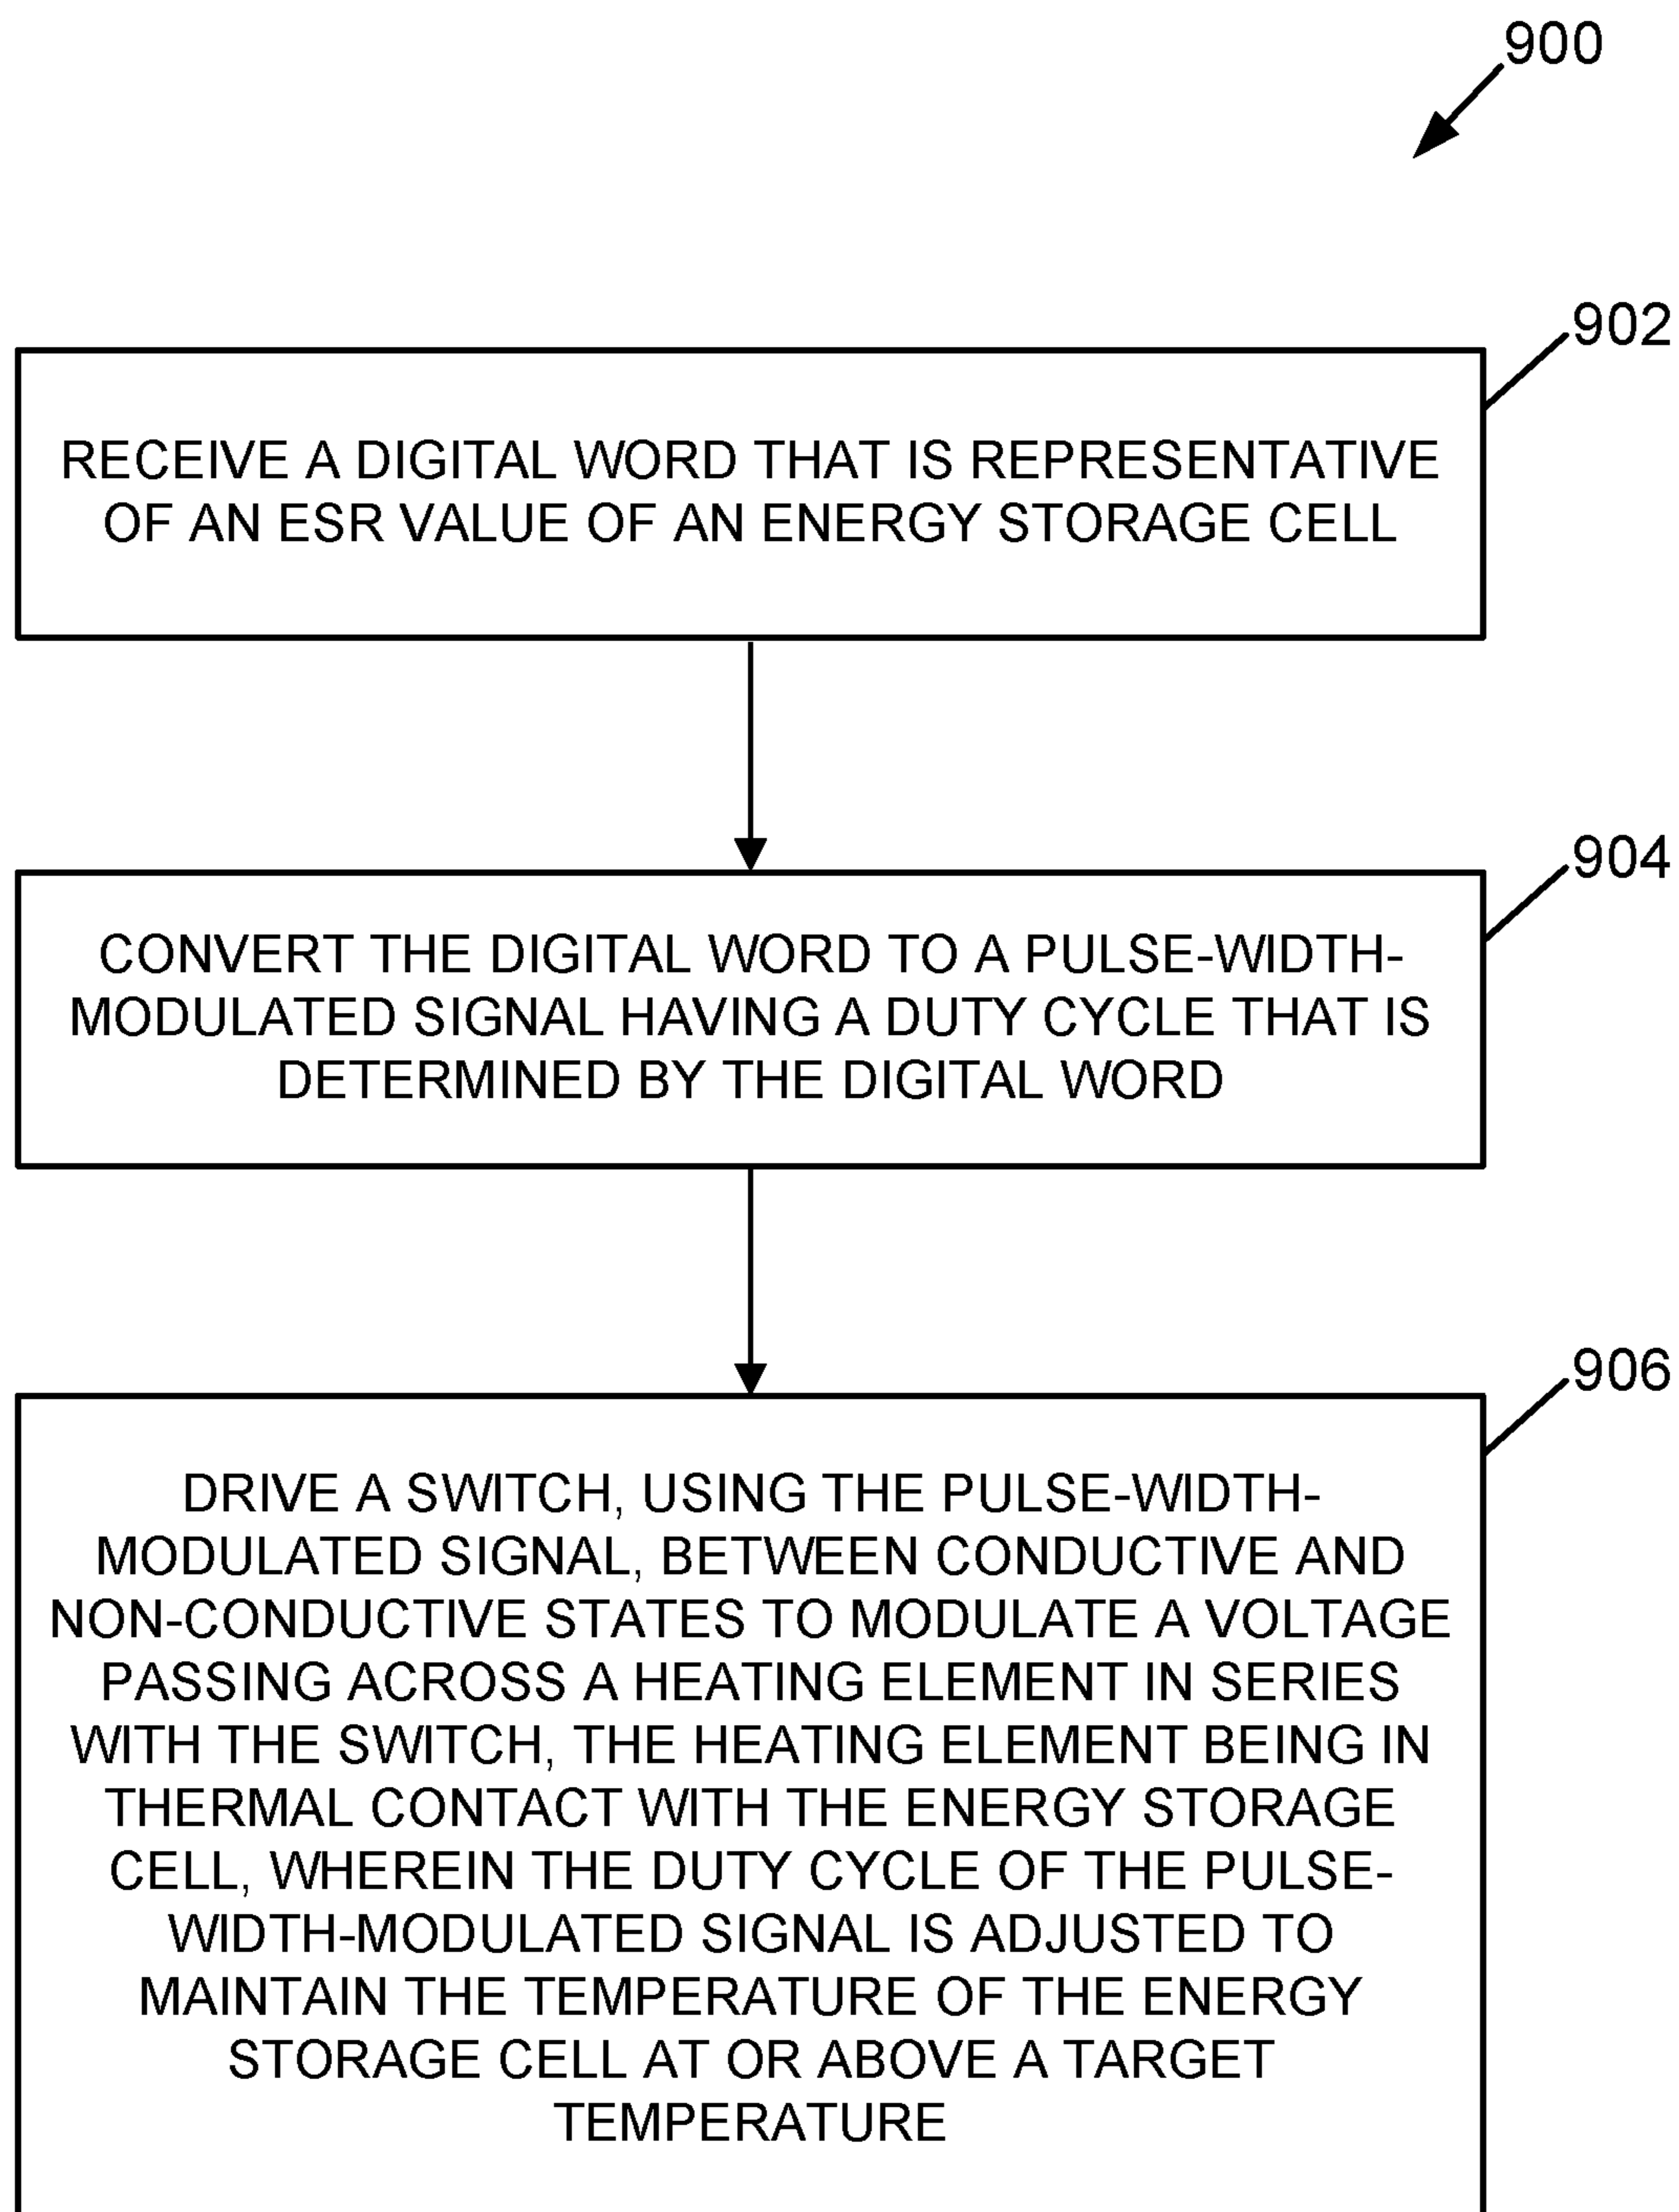 900
902
RECEIVE A DIGITAL WORD THAT IS REPRESENTATIVE
OF AN ESR VALUE OF AN ENERGY STORAGE CELL
904
CONVERT THE DIGITAL WORD TO A PULSE-WIDTH-
MODULATED SIGNAL HAVING A DUTY CYCLE THAT IS
DETERMINED BY THE DIGITAL WORD
906
DRIVE A SWITCH, USING THE PULSE-WIDTH-
MODULATED SIGNAL, BETWEEN CONDUCTIVE AND
NON-CONDUCTIVE STATES TO MODULATE A VOLTAGE
PASSING ACROSS A HEATING ELEMENT IN SERIES
WITH THE SWITCH, THE HEATING ELEMENT BEING IN
THERMAL CONTACT WITH THE ENERGY STORAGE
CELL, WHEREIN THE DUTY CYCLE OF THE PULSE-
WIDTH-MODULATED SIGNAL IS ADJUSTED TO
MAINTAIN THE TEMPERATURE OF THE ENERGY
STORAGE CELL AT OR ABOVE A TARGET
TEMPERATURE